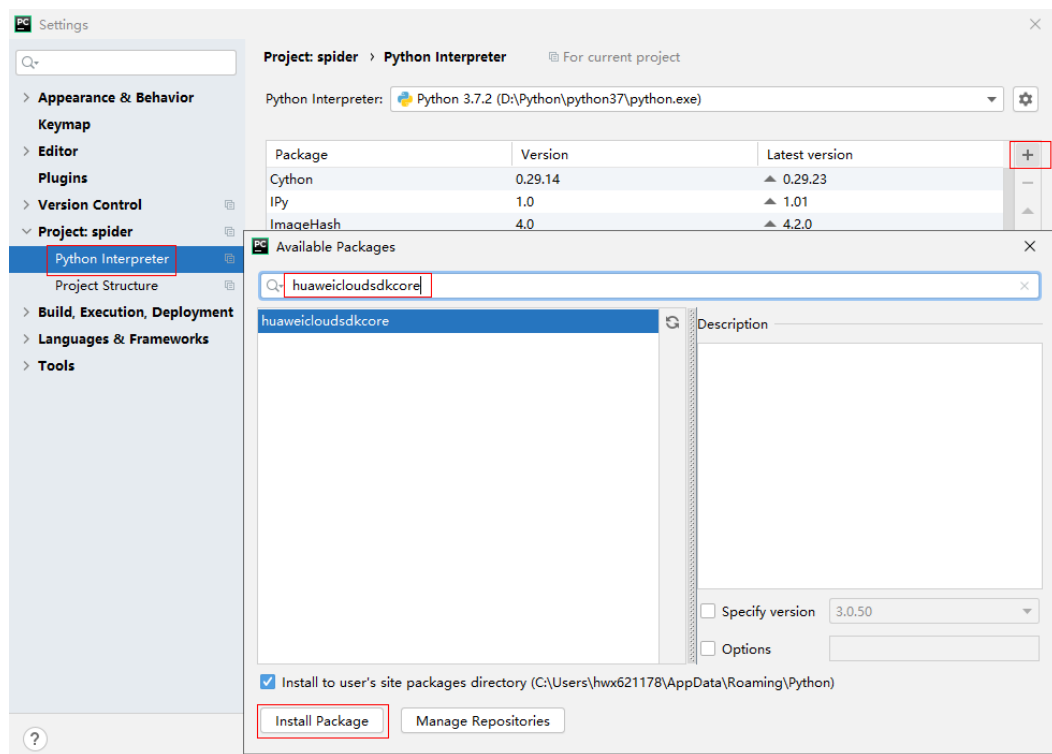 PC Settings
Project: spider › Python Interpreter For current project
Appearance & Behavior
Keymap
Editor
Plugins
Version Control
Project: spider
Python Interpreter
Project Structure
Build, Execution, Deployment
Languages & Frameworks
Tools
Python Interpreter: Python 3.7.2 (D:\Python\python37\python.exe)
Package Version Latest version
Cython 0.29.14 0.29.23
IPy 1.0 1.01
ImageHash 4.0 4.2.0
PC Available Packages
huaweicloudsdkcore
huaweicloudsdkcore
Description
Specify version 3.0.50
Options
Install to user's site packages directory (C:\Users\hwx621178\AppData\Roaming\Python)
Install Package Manage Repositories
?